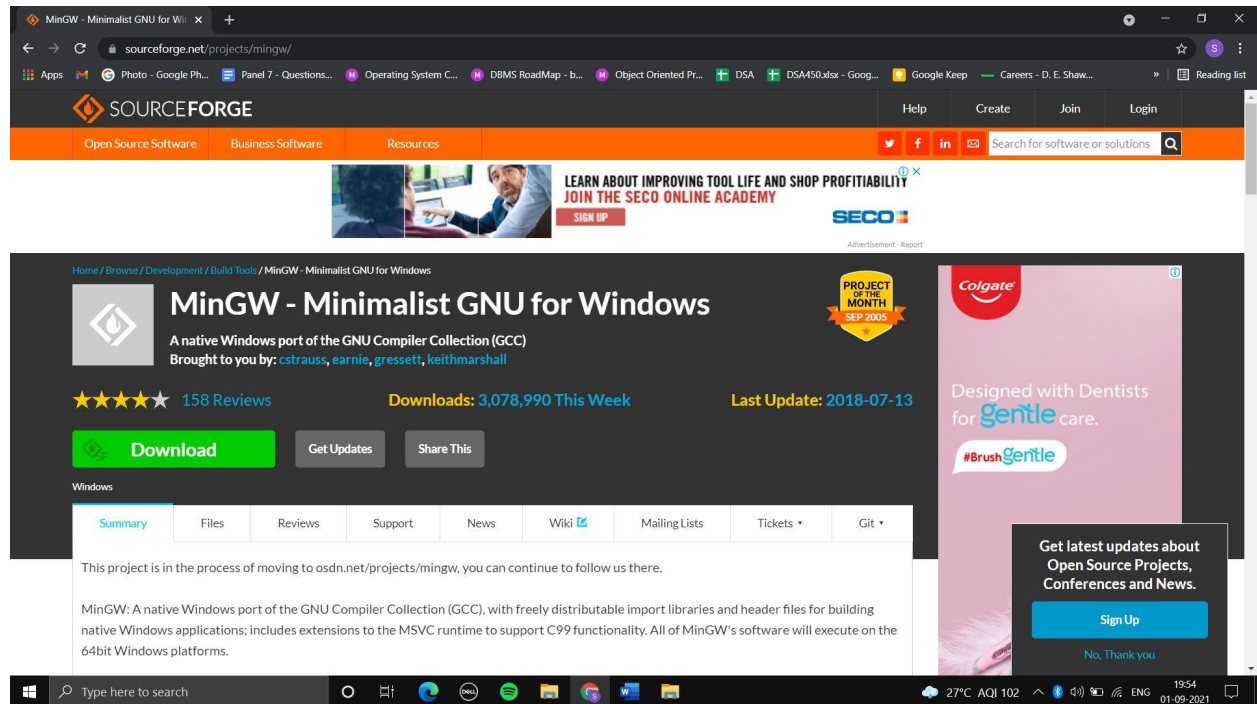 MinGW - Minimalist GNU for Wi
sourceforge.net/projects/mingw/
S
Apps Photo - Google Ph... Panel 7 - Questions... Operating System C... DBMS RoadMap - b... Object Oriented Pr... DSA DSA450.xlsx - Goog... Google Keep Careers - D. E. Shaw... » Reading list
SOURCEFORGE Help Create Join Login
Open Source Software Business Software Resources Search for software or solutions
LEARN ABOUT IMPROVING TOOL LIFE AND SHOP PROFITIABILITY
JOIN THE SECO ONLINE ACADEMY
SIGN UP
SECO
Advertisement - Report
Home / Browse / Development / Build Tools / MinGW - Minimalist GNU for Windows
MinGW - Minimalist GNU for Windows
A native Windows port of the GNU Compiler Collection (GCC)
Brought to you by: cstrauss, earnie, gressett, keithmarshall
PROJECT
OF THE
MONTH
SEP 2005
158 Reviews Downloads: 3,078,990 This Week Last Update: 2018-07-13
SF Download Get Updates Share This
Windows
Summary Files Reviews Support News Wiki Mailing Lists Tickets Git
This project is in the process of moving to osdn.net/projects/mingw, you can continue to follow us there.
MinGW: A native Windows port of the GNU Compiler Collection (GCC), with freely distributable import libraries and header files for building
native Windows applications; includes extensions to the MSVC runtime to support C99 functionality. All of MinGW's software will execute on the
64bit Windows platforms.
Colgate
Designed with Dentists
for gentle care.
#Brushgentle
Get latest updates about
Open Source Projects,
Conferences and News.
Sign Up
No, Thank you
Type here to search DELL 27°C AQI 102 ENG 19:54
01-09-2021